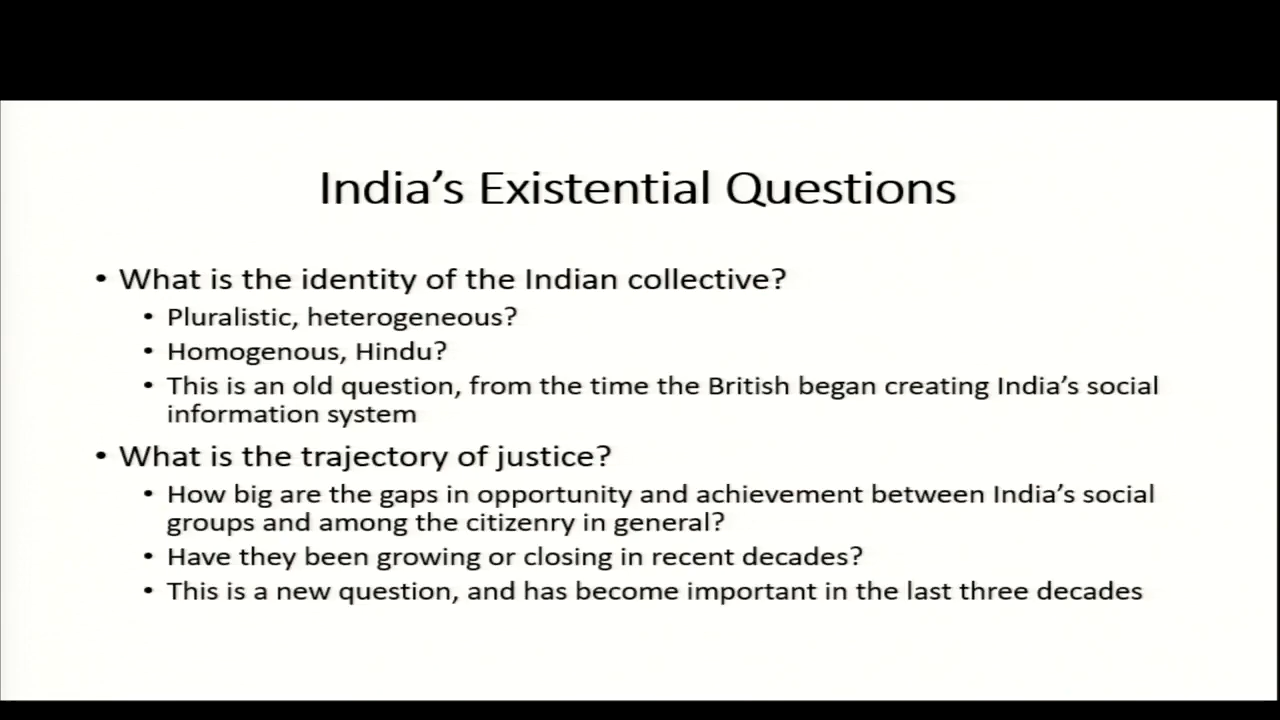 India’s Existential Questions
• What is the identity of the Indian collective?
• Pluralistic, heterogeneous?
• Homogenous, Hindu?
• This is an old question, from the time the British began creating India’s social
information system
• What is the trajectory of justice?
• How big are the gaps in opportunity and achievement between India’s social
groups and among the citizenry in general?
• Have they been growing or closing in recent decades?
• This is a new question, and has become important in the last three decades